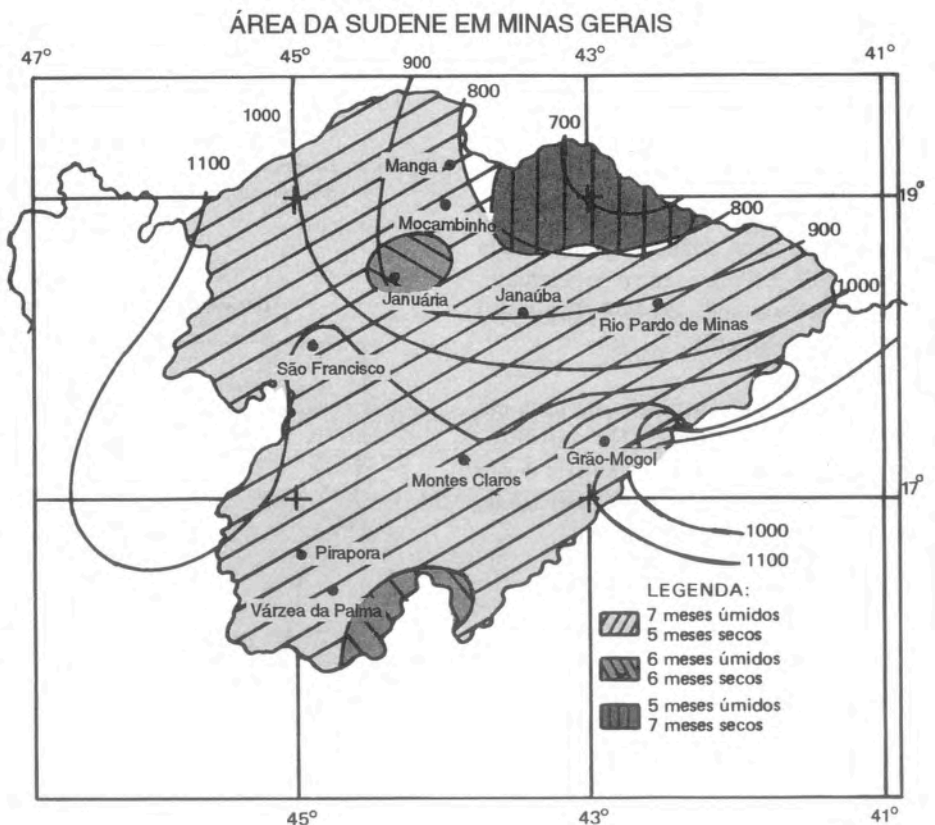 ÁREA DA SUDENE EM MINAS GERAIS
47° 45° 43° 41°
900
800
1000
700
1100
Manga
19°
Moçambinho
800
900
Januária
Janaúba
1000
Rio Pardo de Minas
São Francisco
Grão-Mogol
Montes Claros
17°
1000
1100
Pirapora
Várzea da Palma
LEGENDA:
7 meses úmidos
5 meses secos
6 meses úmidos
6 meses secos
5 meses úmidos
7 meses secos
45° 43° 41°